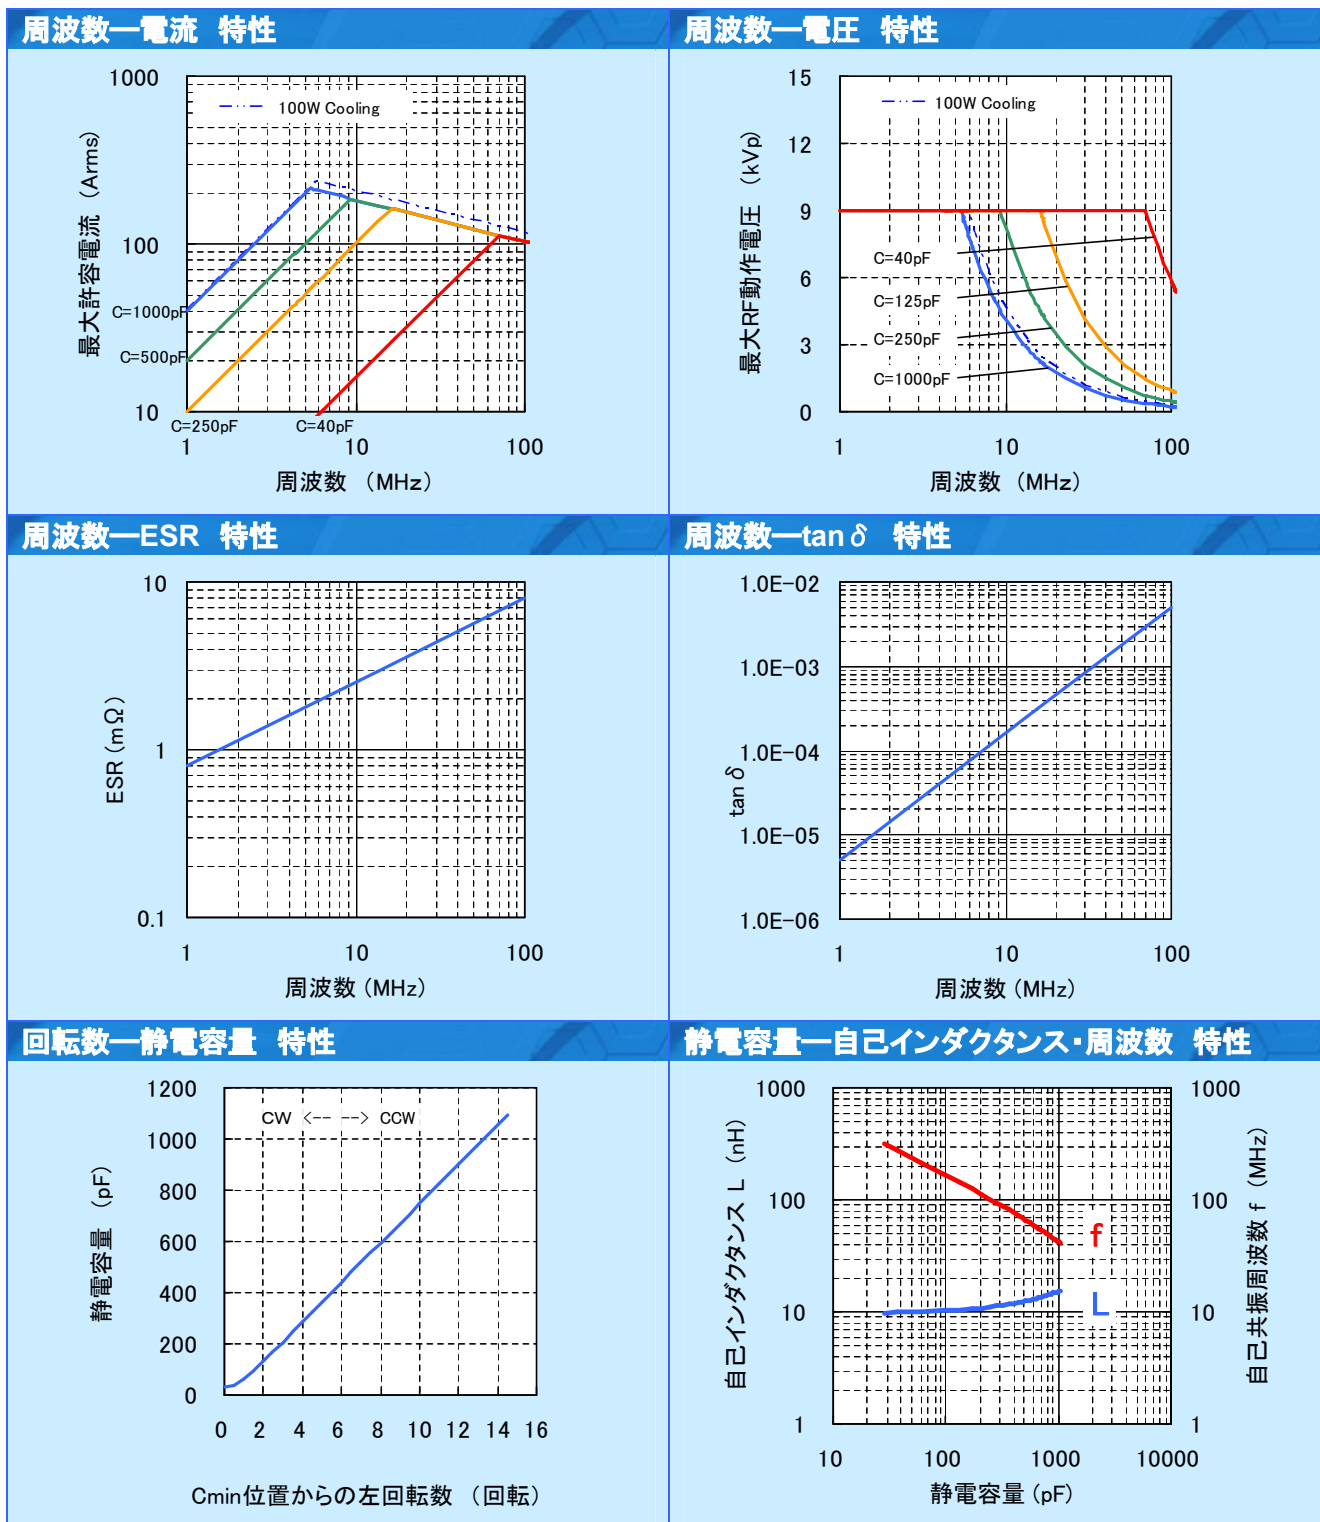 周波数―電流 特性
1000
100
10
最大許容電流 (Arms)
100W Cooling
C=1000pF
C=500pF
C=250pF
C=40pF
1 10 100
周波数 (MHz)
周波数―電圧 特性
15
12
9
6
3
0
最大RF動作電圧 (kVp)
100W Cooling
C=40pF
C=125pF
C=250pF
C=1000pF
1 10 100
周波数 (MHz)
周波数―ESR 特性
10
1
0.1
ESR (mΩ)
1 10 100
周波数 (MHz)
周波数―tanδ 特性
1.0E-02
1.0E-03
1.0E-04
1.0E-05
1.0E-06
tanδ
1 10 100
周波数 (MHz)
回転数―静電容量 特性
1200
1000
800
600
400
200
0
静電容量 (pF)
CW <-- --> CCW
0 2 4 6 8 10 12 14 16
Cmin位置からの左回転数 (回転)
静電容量―自己インダクタンス・周波数 特性
1000
100
10
1
自己インダクタンス L (nH)
f
L
1000
100
10
1
自己共振周波数 f (MHz)
10 100 1000 10000
静電容量 (pF)